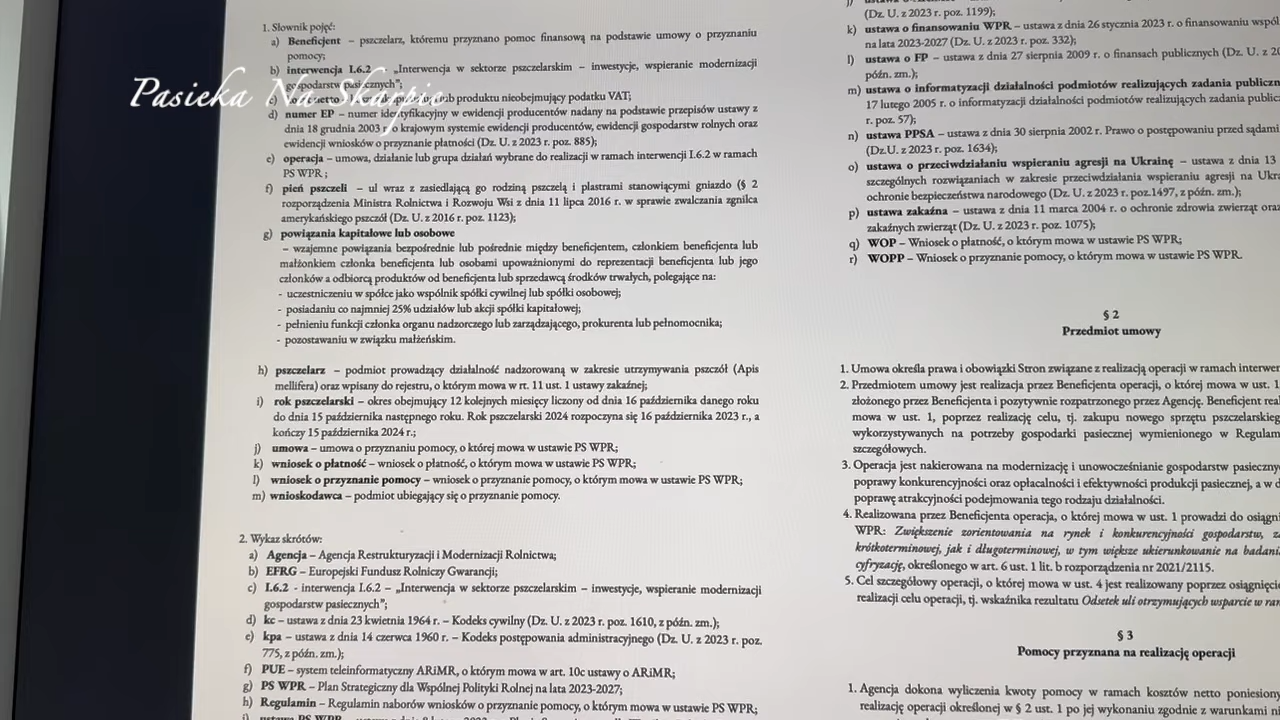 1. Słownik pojęć:
a) Beneficjent – pszczelarz, któremu przyznano pomoc finansową na podstawie umowy o przyznaniu
pomocy;
b) interwencja I.6.2 – „Interwencja w sektorze pszczelarskim – inwestycje, wspieranie modernizacji
gospodarstw pasiecznych”;
Pasieka Na Skarpie
lub produktu nieobejmujący podatku VAT;
d) numer EP – numer identyfikacyjny w ewidencji producentów nadany na podstawie przepisów ustawy z
dnia 18 grudnia 2003 r. o krajowym systemie ewidencji producentów, ewidencji gospodarstw rolnych oraz
ewidencji wniosków o przyznanie płatności (Dz. U. z 2023 r. poz. 885);
e) operacja – umowa, działanie lub grupa działań wybrane do realizacji w ramach interwencji I.6.2 w ramach
PS WPR ;
f) pień pszczeli – ul wraz z zasiedlającą go rodziną pszczelą i plastrami stanowiącymi gniazdo (§ 2
rozporządzenia Ministra Rolnictwa i Rozwoju Wsi z dnia 11 lipca 2016 r. w sprawie zwalczania zgnilca
amerykańskiego pszczół (Dz. U. z 2016 r. poz. 1123);
g) powiązania kapitałowe lub osobowe
– wzajemne powiązania bezpośrednie lub pośrednie między beneficjentem, członkiem beneficjenta lub
małżonkiem członka beneficjenta lub osobami upoważnionymi do reprezentacji beneficjenta lub jego
członków a odbiorcą produktów od beneficjenta lub sprzedawcą środków trwałych, polegające na:
- uczestniczeniu w spółce jako wspólnik spółki cywilnej lub spółki osobowej;
- posiadaniu co najmniej 25% udziałów lub akcji spółki kapitałowej;
- pełnieniu funkcji członka organu nadzorczego lub zarządzającego, prokurenta lub pełnomocnika;
- pozostawaniu w związku małżeńskim.
h) pszczelarz – podmiot prowadzący działalność nadzorowaną w zakresie utrzymywania pszczół (Apis
mellifera) oraz wpisany do rejestru, o którym mowa w rt. 11 ust. 1 ustawy zakaźnej;
i) rok pszczelarski – okres obejmujący 12 kolejnych miesięcy liczony od dnia 16 października danego roku
do dnia 15 października następnego roku. Rok pszczelarski 2024 rozpoczyna się 16 października 2023 r., a
kończy 15 października 2024 r.;
j) umowa – umowa o przyznaniu pomocy, o której mowa w ustawie PS WPR;
k) wniosek o płatność – wniosek o płatność, o którym mowa w ustawie PS WPR;
l) wniosek o przyznanie pomocy – wniosek o przyznanie pomocy, o którym mowa w ustawie PS WPR;
m) wnioskodawca – podmiot ubiegający się o przyznanie pomocy.
2. Wykaz skrótów:
a) Agencja – Agencja Restrukturyzacji i Modernizacji Rolnictwa;
b) EFRG – Europejski Fundusz Rolniczy Gwarancji;
c) I.6.2 - interwencja I.6.2 – „Interwencja w sektorze pszczelarskim – inwestycje, wspieranie modernizacji
gospodarstw pasiecznych”;
d) kc – ustawa z dnia 23 kwietnia 1964 r. – Kodeks cywilny (Dz. U. z 2023 r. poz. 1610, z późn. zm.);
e) kpa – ustawa z dnia 14 czerwca 1960 r. – Kodeks postępowania administracyjnego (Dz. U. z 2023 r. poz.
775, z późn. zm.);
f) PUE – system teleinformatyczny ARiMR, o którym mowa w art. 10c ustawy o ARiMR;
g) PS WPR – Plan Strategiczny dla Wspólnej Polityki Rolnej na lata 2023-2027;
h) Regulamin – Regulamin naborów wniosków o przyznanie pomocy, o którym mowa w ustawie PS WPR;
(Dz. U. z 2023 r. poz. 1199);
k) ustawa o finansowaniu WPR – ustawa z dnia 26 stycznia 2023 r. o finansowaniu wspól
na lata 2023-2027 (Dz. U. z 2023 r. poz. 332);
l) ustawa o FP – ustawa z dnia 27 sierpnia 2009 r. o finansach publicznych (Dz. U. z 20
późn. zm.);
m) ustawa o informatyzacji działalności podmiotów realizujących zadania publiczn
17 lutego 2005 r. o informatyzacji działalności podmiotów realizujących zadania public
r. poz. 57);
n) ustawa PPSA – ustawa z dnia 30 sierpnia 2002 r. Prawo o postępowaniu przed sądami
(Dz.U. z 2023 r. poz. 1634);
o) ustawa o przeciwdziałaniu wspieraniu agresji na Ukrainę – ustawa z dnia 13
szczególnych rozwiązaniach w zakresie przeciwdziałania wspieraniu agresji na Ukra
ochronie bezpieczeństwa narodowego (Dz. U. z 2023 r. poz.1497, z późn. zm.);
p) ustawa zakaźna – ustawa z dnia 11 marca 2004 r. o ochronie zdrowia zwierząt oraz
zakaźnych zwierząt (Dz. U. z 2023 r. poz. 1075);
q) WOP – Wniosek o płatność, o którym mowa w ustawie PS WPR;
r) WOPP – Wniosek o przyznanie pomocy, o którym mowa w ustawie PS WPR.
§ 2
Przedmiot umowy
1. Umowa określa prawa i obowiązki Stron związane z realizacją operacji w ramach interwen
2. Przedmiotem umowy jest realizacja przez Beneficjenta operacji, o której mowa w ust. 1
złożonego przez Beneficjenta i pozytywnie rozpatrzonego przez Agencję. Beneficjent real
mowa w ust. 1, poprzez realizację celu, tj. zakupu nowego sprzętu pszczelarskiego
wykorzystywanych na potrzeby gospodarki pasiecznej wymienionego w Regulam
szczegółowych.
3. Operacja jest nakierowana na modernizację i unowocześnianie gospodarstw pasieczny
poprawy konkurencyjności oraz opłacalności i efektywności produkcji pasiecznej, a w d
poprawę atrakcyjności podejmowania tego rodzaju działalności.
4. Realizowana przez Beneficjenta operacja, o której mowa w ust. 1 prowadzi do osiągni
WPR: Zwiększenie zorientowania na rynek i konkurencyjności gospodarstw, za
krótkoterminowej, jak i długoterminowej, w tym większe ukierunkowanie na badani
cyfryzację, określonego w art. 6 ust. 1 lit. b rozporządzenia nr 2021/2115.
5. Cel szczegółowy operacji, o której mowa w ust. 4 jest realizowany poprzez osiągnięcie
realizacji celu operacji, tj. wskaźnika rezultatu Odsetek uli otrzymujących wsparcie w ran
§ 3
Pomocy przyznana na realizację operacji
1. Agencja dokona wyliczenia kwoty pomocy w ramach kosztów netto poniesiony
realizację operacji określonej w § 2 ust. 1 po jej wykonaniu zgodnie z warunkami ni